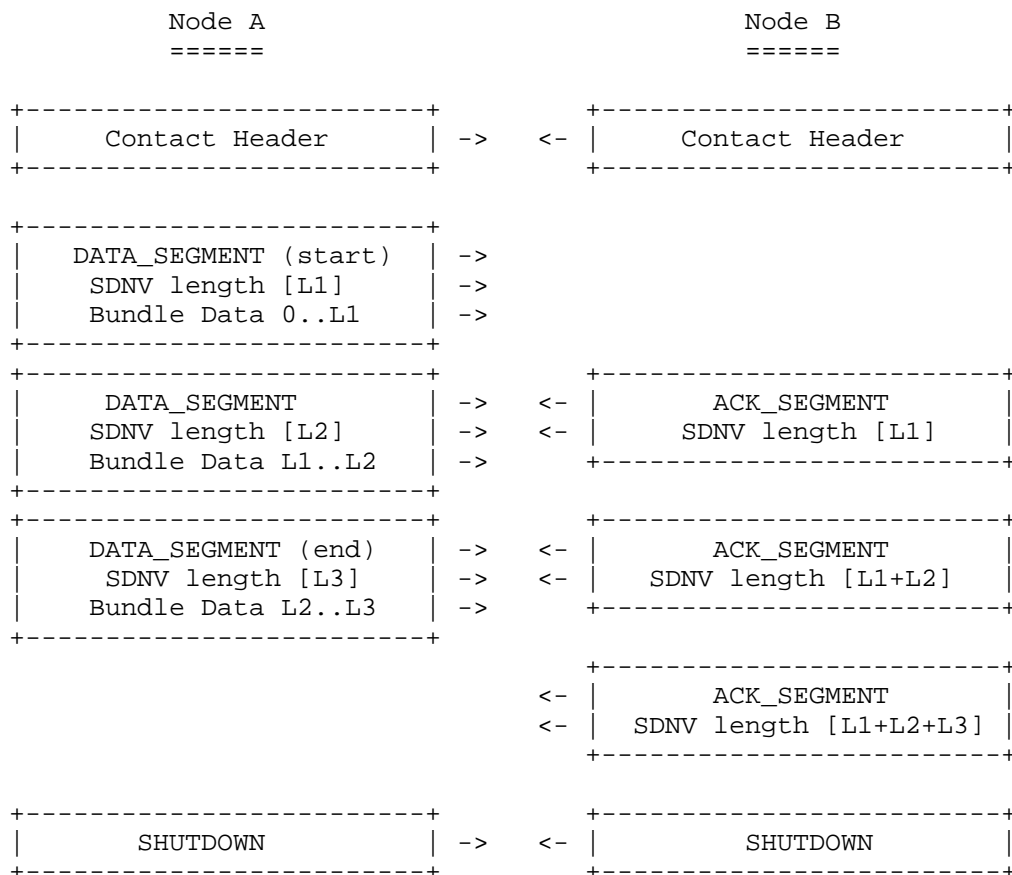 Node A                              Node B
======                              ======
+-------------------------+         +-------------------------+
|     Contact Header      | ->   <- |     Contact Header      |
+-------------------------+         +-------------------------+
+-------------------------+
|   DATA_SEGMENT (start)  | ->
|    SDNV length [L1]     | ->
|    Bundle Data 0..L1    | ->
+-------------------------+
+-------------------------+         +-------------------------+
|     DATA_SEGMENT        | ->   <- |       ACK_SEGMENT       |
|    SDNV length [L2]     | ->   <- |     SDNV length [L1]    |
|    Bundle Data L1..L2   | ->      +-------------------------+
+-------------------------+
+-------------------------+         +-------------------------+
|    DATA_SEGMENT (end)   | ->   <- |       ACK_SEGMENT       |
|     SDNV length [L3]    | ->   <- |   SDNV length [L1+L2]   |
|    Bundle Data L2..L3   | ->      +-------------------------+
+-------------------------+
+-------------------------+
<- |       ACK_SEGMENT       |
<- |  SDNV length [L1+L2+L3] |
+-------------------------+
+-------------------------+         +-------------------------+
|       SHUTDOWN          | ->   <- |         SHUTDOWN        |
+-------------------------+         +-------------------------+